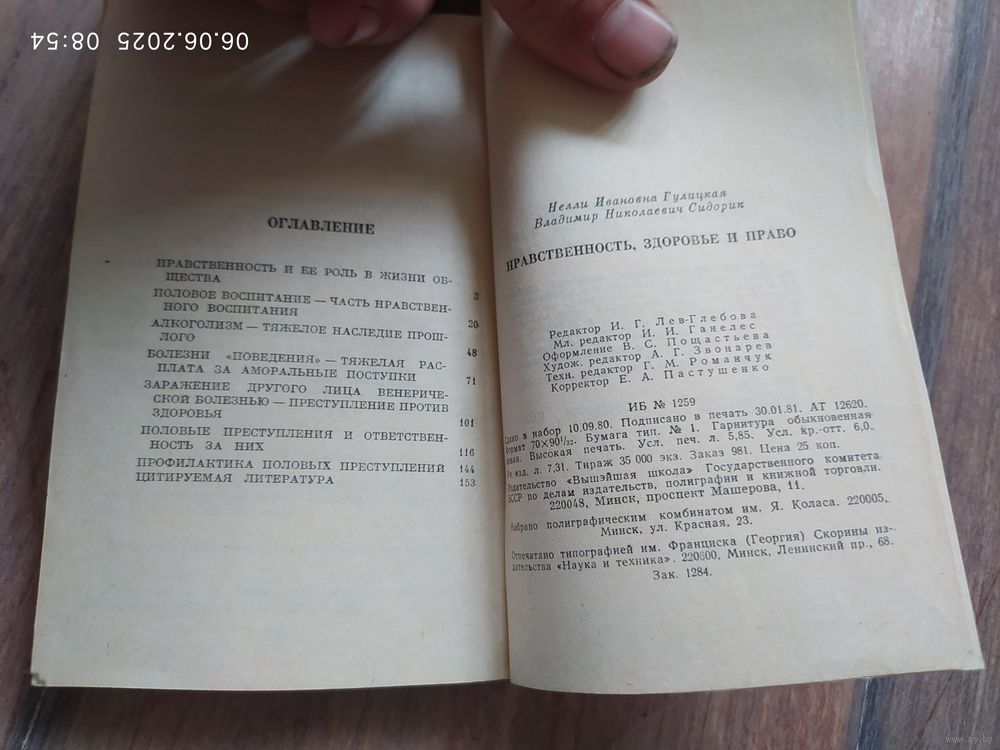 06.06.2025 08:54
ОГЛАВЛЕНИЕ
НРАВСТВЕННОСТЬ И ЕЕ РОЛЬ В ЖИЗНИ ОБ-
ЩЕСТВА 3
ПОЛОВОЕ ВОСПИТАНИЕ — ЧАСТЬ НРАВСТВЕН-
НОГО ВОСПИТАНИЯ 20
АЛКОГОЛИЗМ — ТЯЖЕЛОЕ НАСЛЕДИЕ ПРОШ-
ЛОГО 48
БОЛЕЗНИ «ПОВЕДЕНИЯ» — ТЯЖЕЛАЯ РАС-
ПЛАТА ЗА АМОРАЛЬНЫЕ ПОСТУПКИ 71
ЗАРАЖЕНИЕ ДРУГОГО ЛИЦА ВЕНЕРИЧЕ-
СКОЙ БОЛЕЗНЬЮ — ПРЕСТУПЛЕНИЕ ПРОТИВ
ЗДОРОВЬЯ 101
ПОЛОВЫЕ ПРЕСТУПЛЕНИЯ И ОТВЕТСТВЕН-
НОСТЬ ЗА НИХ 116
ПРОФИЛАКТИКА ПОЛОВЫХ ПРЕСТУПЛЕНИЙ 144
ЦИТИРУЕМАЯ ЛИТЕРАТУРА 153
Нелли Ивановна Гулицкая
Владимир Николаевич Сидорик
НРАВСТВЕННОСТЬ, ЗДОРОВЬЕ И ПРАВО
Редактор И. Г. Лев-Глебова
Мл. редактор И. И. Ганелес
Оформление В. С. Пощастьева
Худож. редактор А. Г. Звонарев
Техн. редактор Г. М. Романчук
Корректор Е. А. Пастушенко
ИБ № 1259
Сдано в набор 10.09.80. Подписано в печать 30.01.81. АТ 12620.
Формат 70×90¹/₃₂. Бумага тип. № 1. Гарнитура обыкновенная
новая. Высокая печать. Усл. печ. л. 5,85. Усл. кр.-отт. 6,0.
Уч.-изд. л. 7,31. Тираж 35 000 экз. Заказ 981. Цена 25 коп.
Издательство «Вышэйшая школа» Государственного комитета
БССР по делам издательств, полиграфии и книжной торговли.
220048, Минск, проспект Машерова, 11.
Набрано полиграфическим комбинатом им. Я. Коласа. 220005,
Минск, ул. Красная, 23.
Отпечатано типографией им. Франциска (Георгия) Скорины из-
дательства «Наука и техника». 220600, Минск, Ленинский пр., 68.
Зак. 1284.
www.ay.by